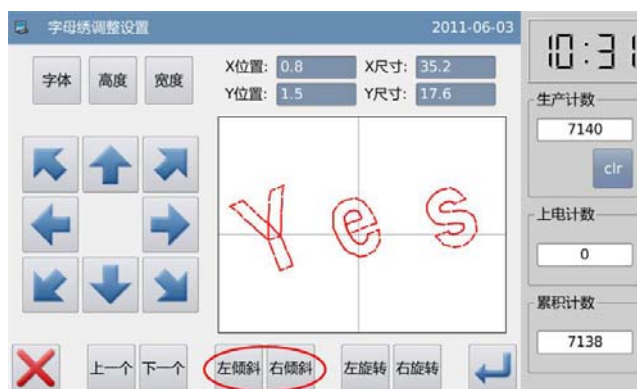 字母绣调整设置 2011-06-03
10:31
字体 高度 宽度
X位置: 0.8 X尺寸: 35.2
Y位置: 1.5 Y尺寸: 17.6
生产计数
7140
clr
Yes
上电计数
0
累积计数
7138
上一个 下一个 左倾斜 右倾斜 左旋转 右旋转